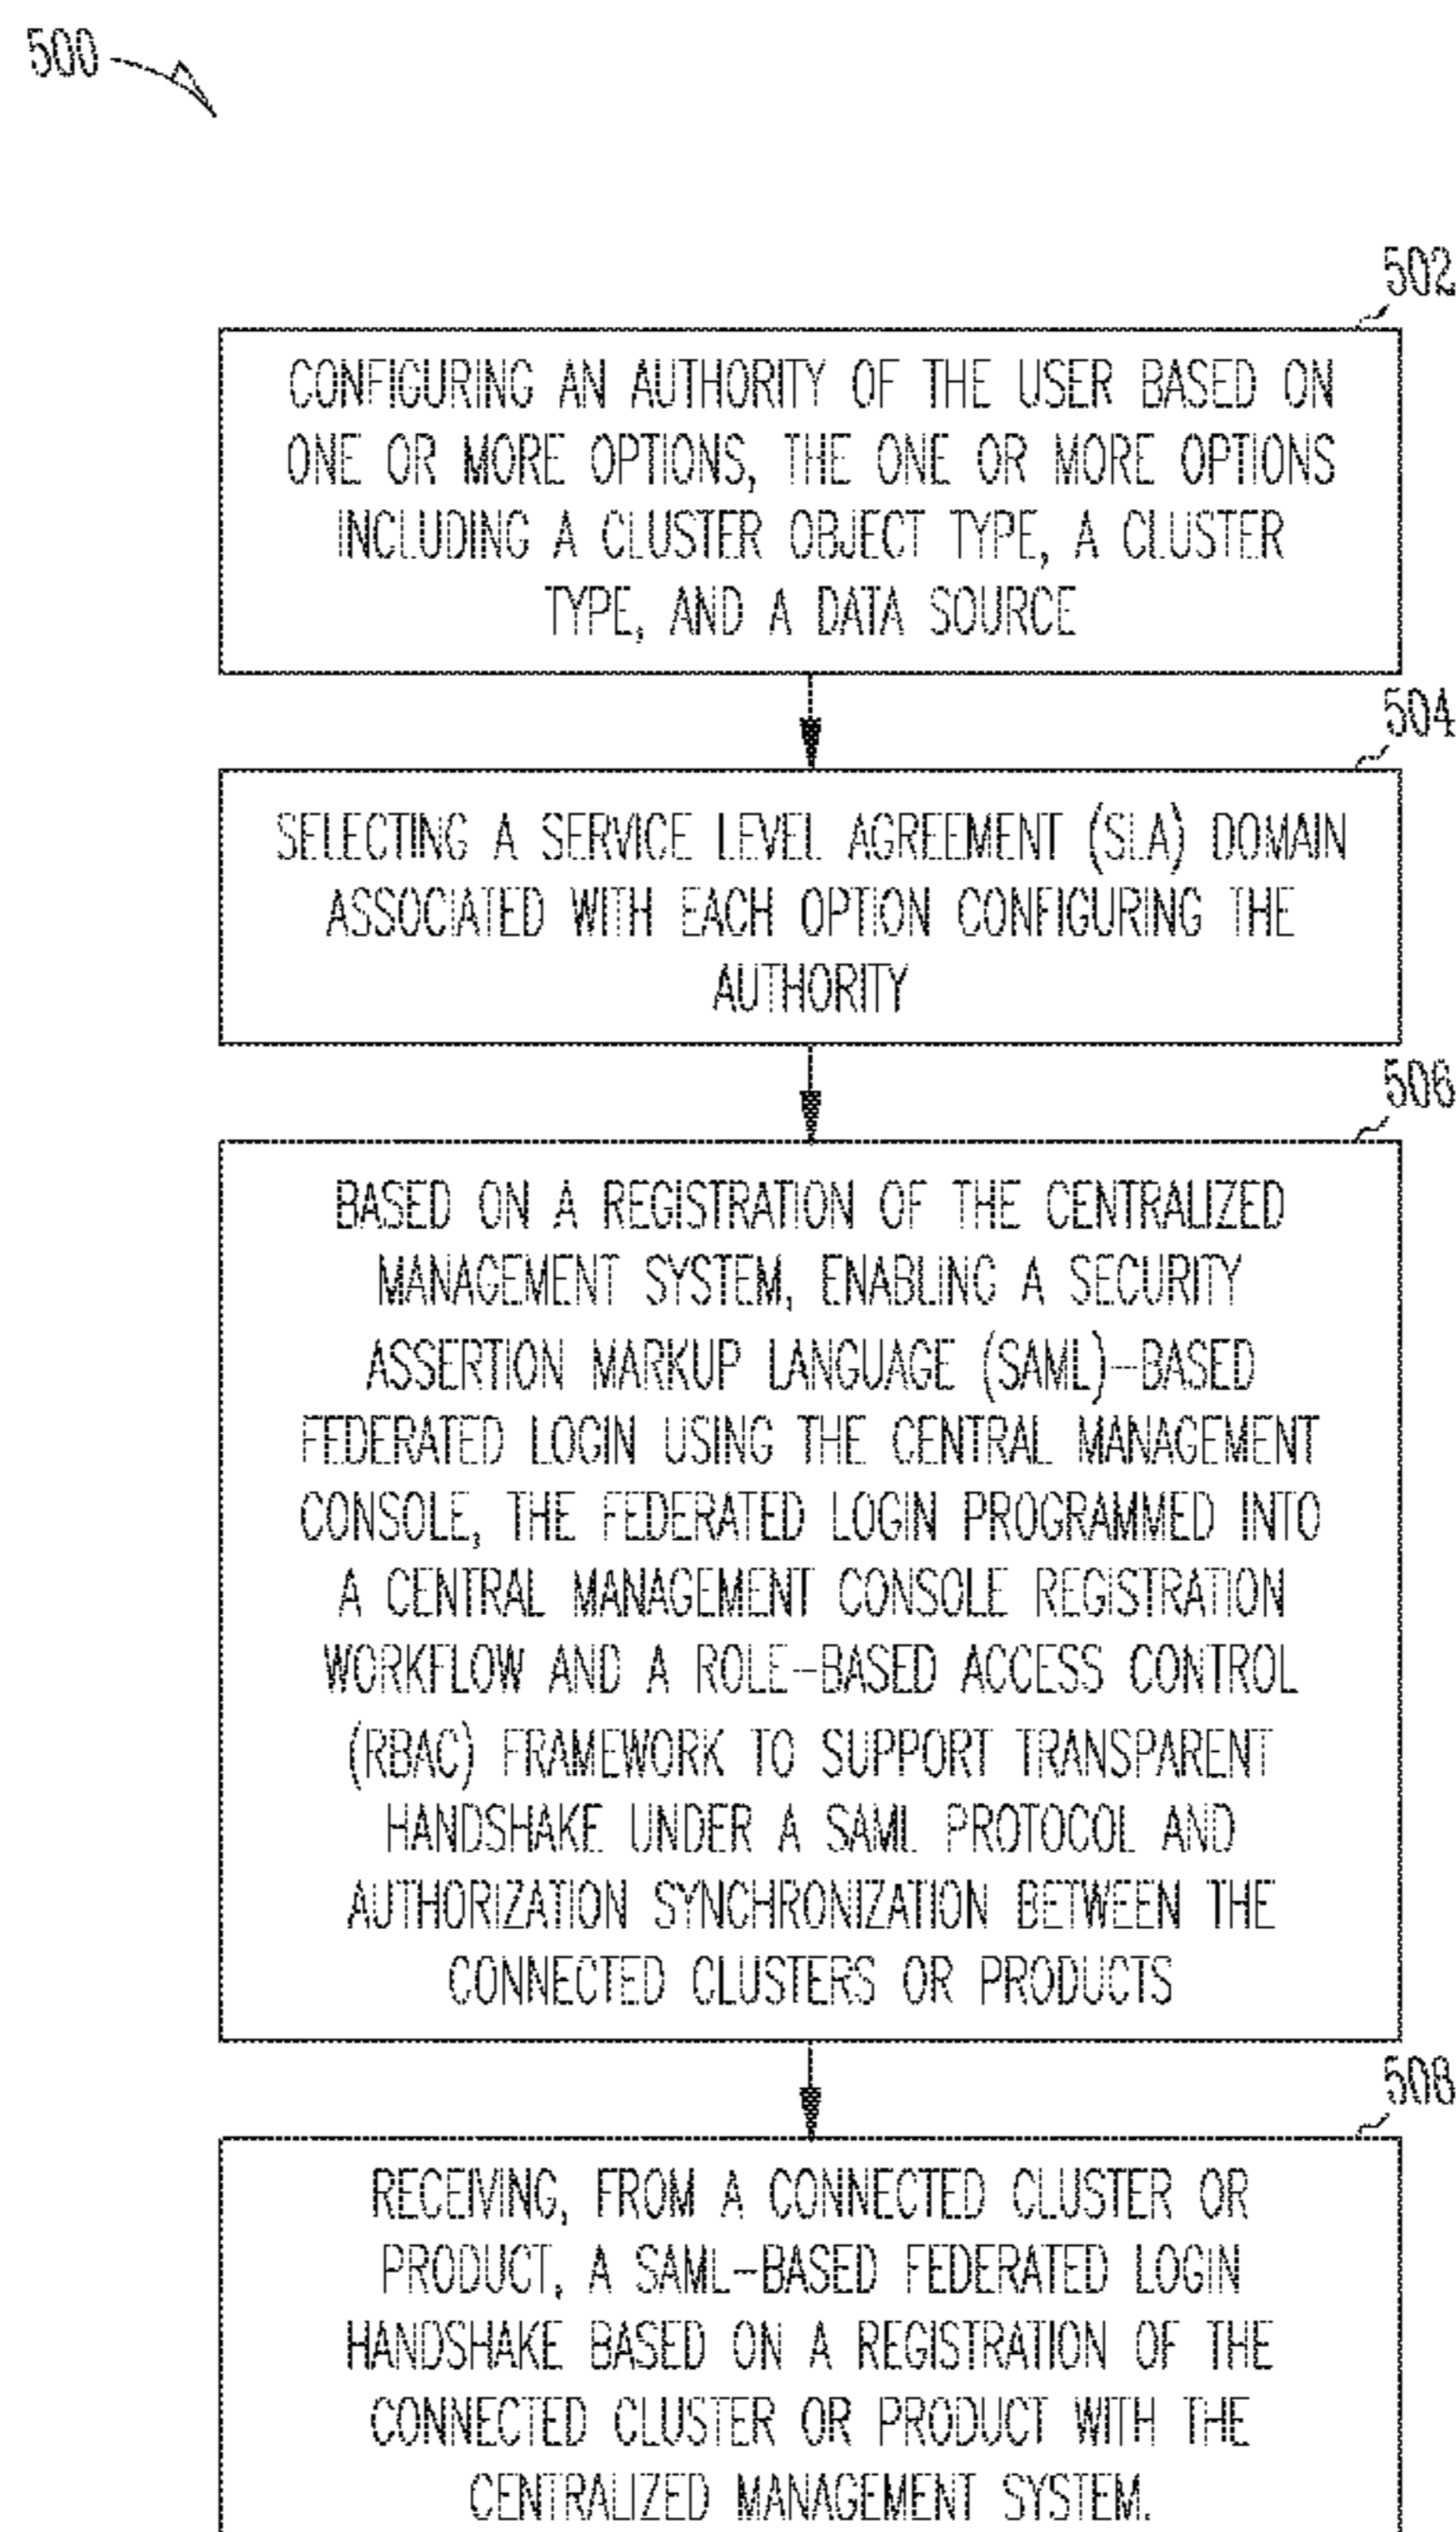 500
502
CONFIGURING AN AUTHORITY OF THE USER BASED ON
ONE OR MORE OPTIONS, THE ONE OR MORE OPTIONS
INCLUDING A CLUSTER OBJECT TYPE, A CLUSTER
TYPE, AND A DATA SOURCE
504
SELECTING A SERVICE LEVEL AGREEMENT (SLA) DOMAIN
ASSOCIATED WITH EACH OPTION CONFIGURING THE
AUTHORITY
506
BASED ON A REGISTRATION OF THE CENTRALIZED
MANAGEMENT SYSTEM, ENABLING A SECURITY
ASSERTION MARKUP LANGUAGE (SAML)-BASED
FEDERATED LOGIN USING THE CENTRAL MANAGEMENT
CONSOLE, THE FEDERATED LOGIN PROGRAMMED INTO
A CENTRAL MANAGEMENT CONSOLE REGISTRATION
WORKFLOW AND A ROLE-BASED ACCESS CONTROL
(RBAC) FRAMEWORK TO SUPPORT TRANSPARENT
HANDSHAKE UNDER A SAML PROTOCOL AND
AUTHORIZATION SYNCHRONIZATION BETWEEN THE
CONNECTED CLUSTERS OR PRODUCTS
508
RECEIVING, FROM A CONNECTED CLUSTER OR
PRODUCT, A SAML-BASED FEDERATED LOGIN
HANDSHAKE BASED ON A REGISTRATION OF THE
CONNECTED CLUSTER OR PRODUCT WITH THE
CENTRALIZED MANAGEMENT SYSTEM.